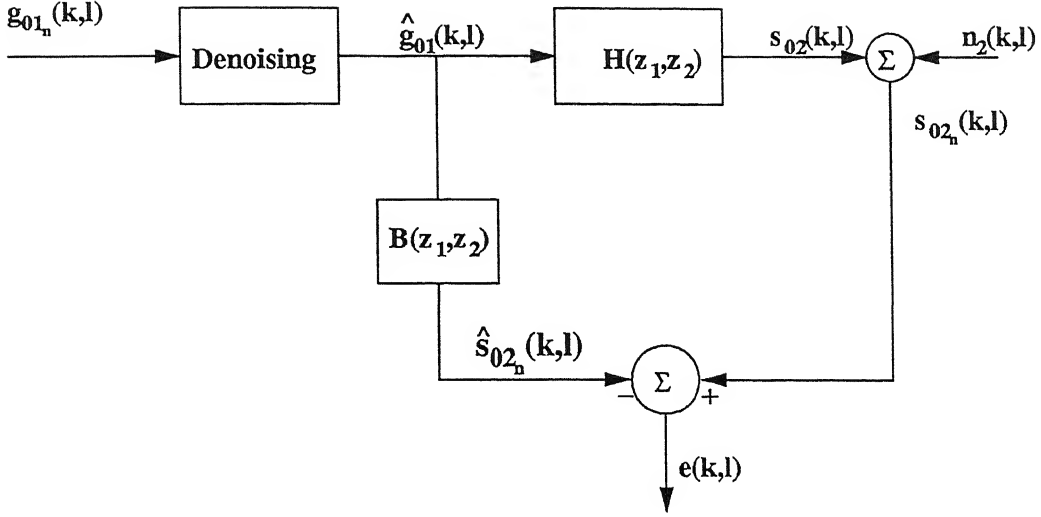 g₀₁ₙ(k,l)
Denoising
ĝ₀₁(k,l)
H(z₁,z₂)
s₀₂(k,l)
Σ
n₂(k,l)
s₀₂ₙ(k,l)
B(z₁,z₂)
ŝ₀₂ₙ(k,l)
− Σ +
e(k,l)